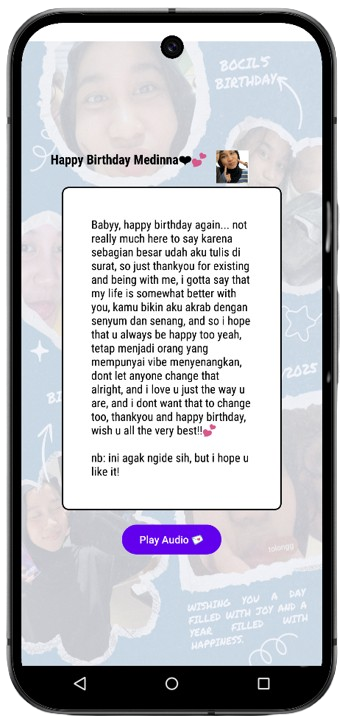 BOCIL'S
BIRTHDAY
Happy Birthday Medinna❤💕
Babyy, happy birthday again... not
really much here to say karena
sebagian besar udah aku tulis di
surat, so just thankyou for existing
and being with me, i gotta say that
my life is somewhat better with
you, kamu bikin aku akrab dengan
senyum dan senang, and so i hope
that u always be happy too yeah,
tetap menjadi orang yang
mempunyai vibe menyenangkan,
dont let anyone change that
alright, and i love u just the way u
are, and i dont want that to change
too, thankyou and happy birthday,
wish u all the very best!!💕
nb: ini agak ngide sih, but i hope u
like it!
/2025
BI
Play Audio
WISHING YOU A DAY
FILLED WITH JOY AND A
YEAR FILLED WITH
HAPPINESS.